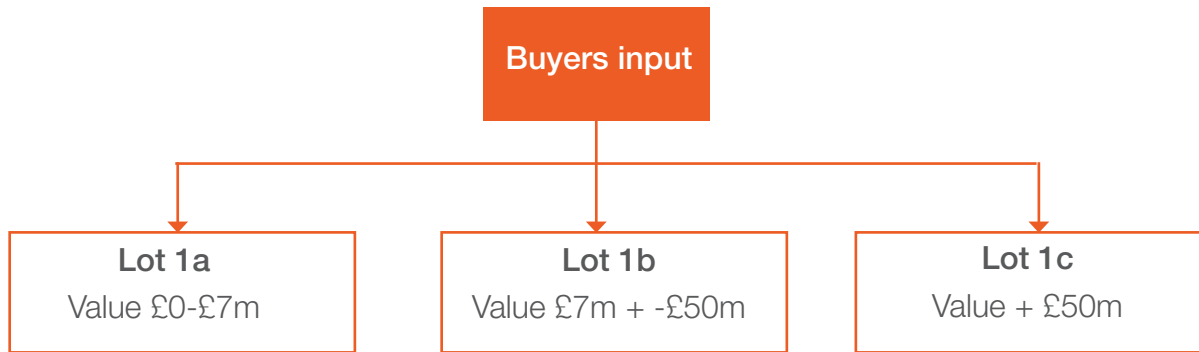 Buyers input
Lot 1a
Value £0-£7m
Lot 1b
Value £7m + -£50m
Lot 1c
Value + £50m